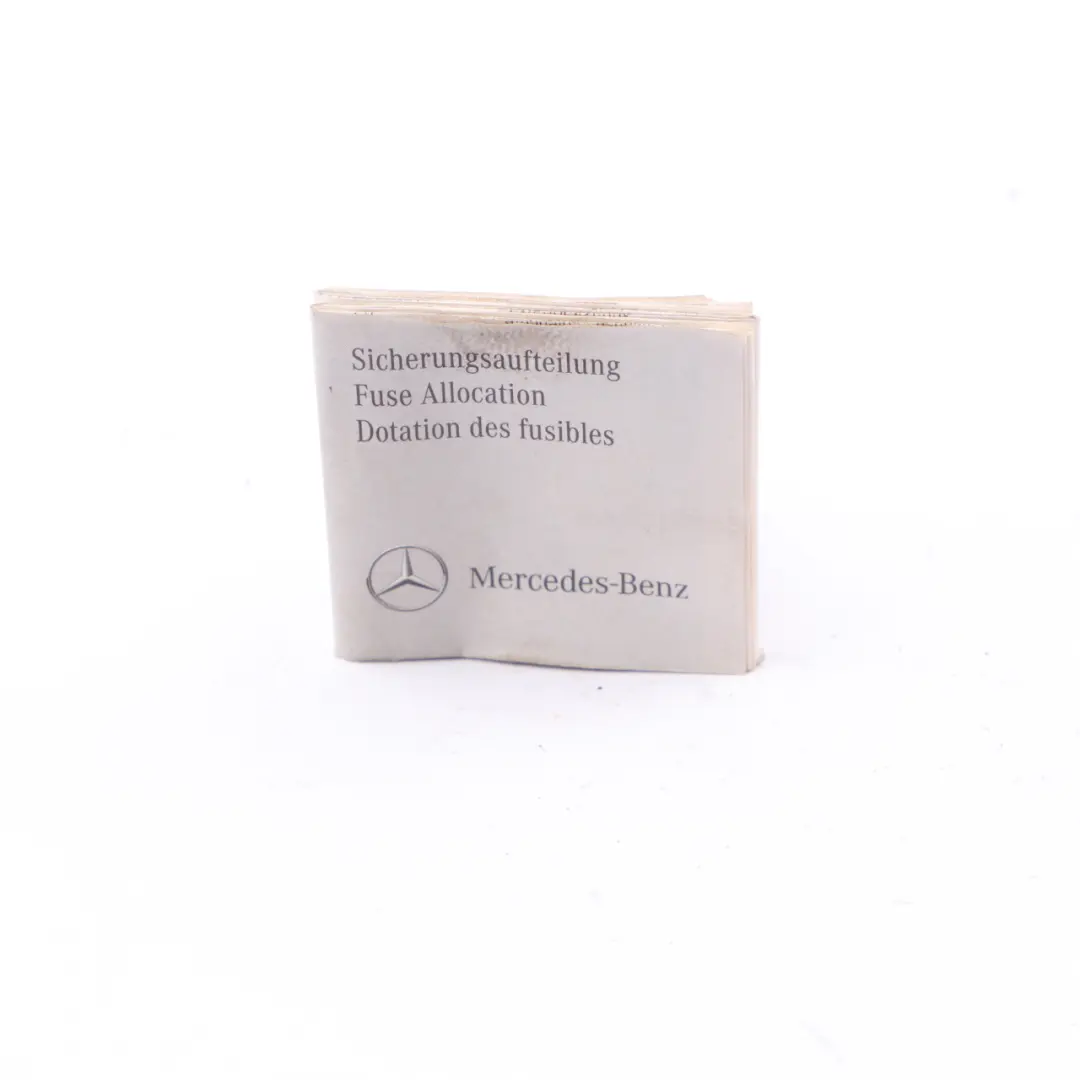 Sicherungsaufteilung
Fuse Allocation
Dotation des fusibles
Mercedes-Benz